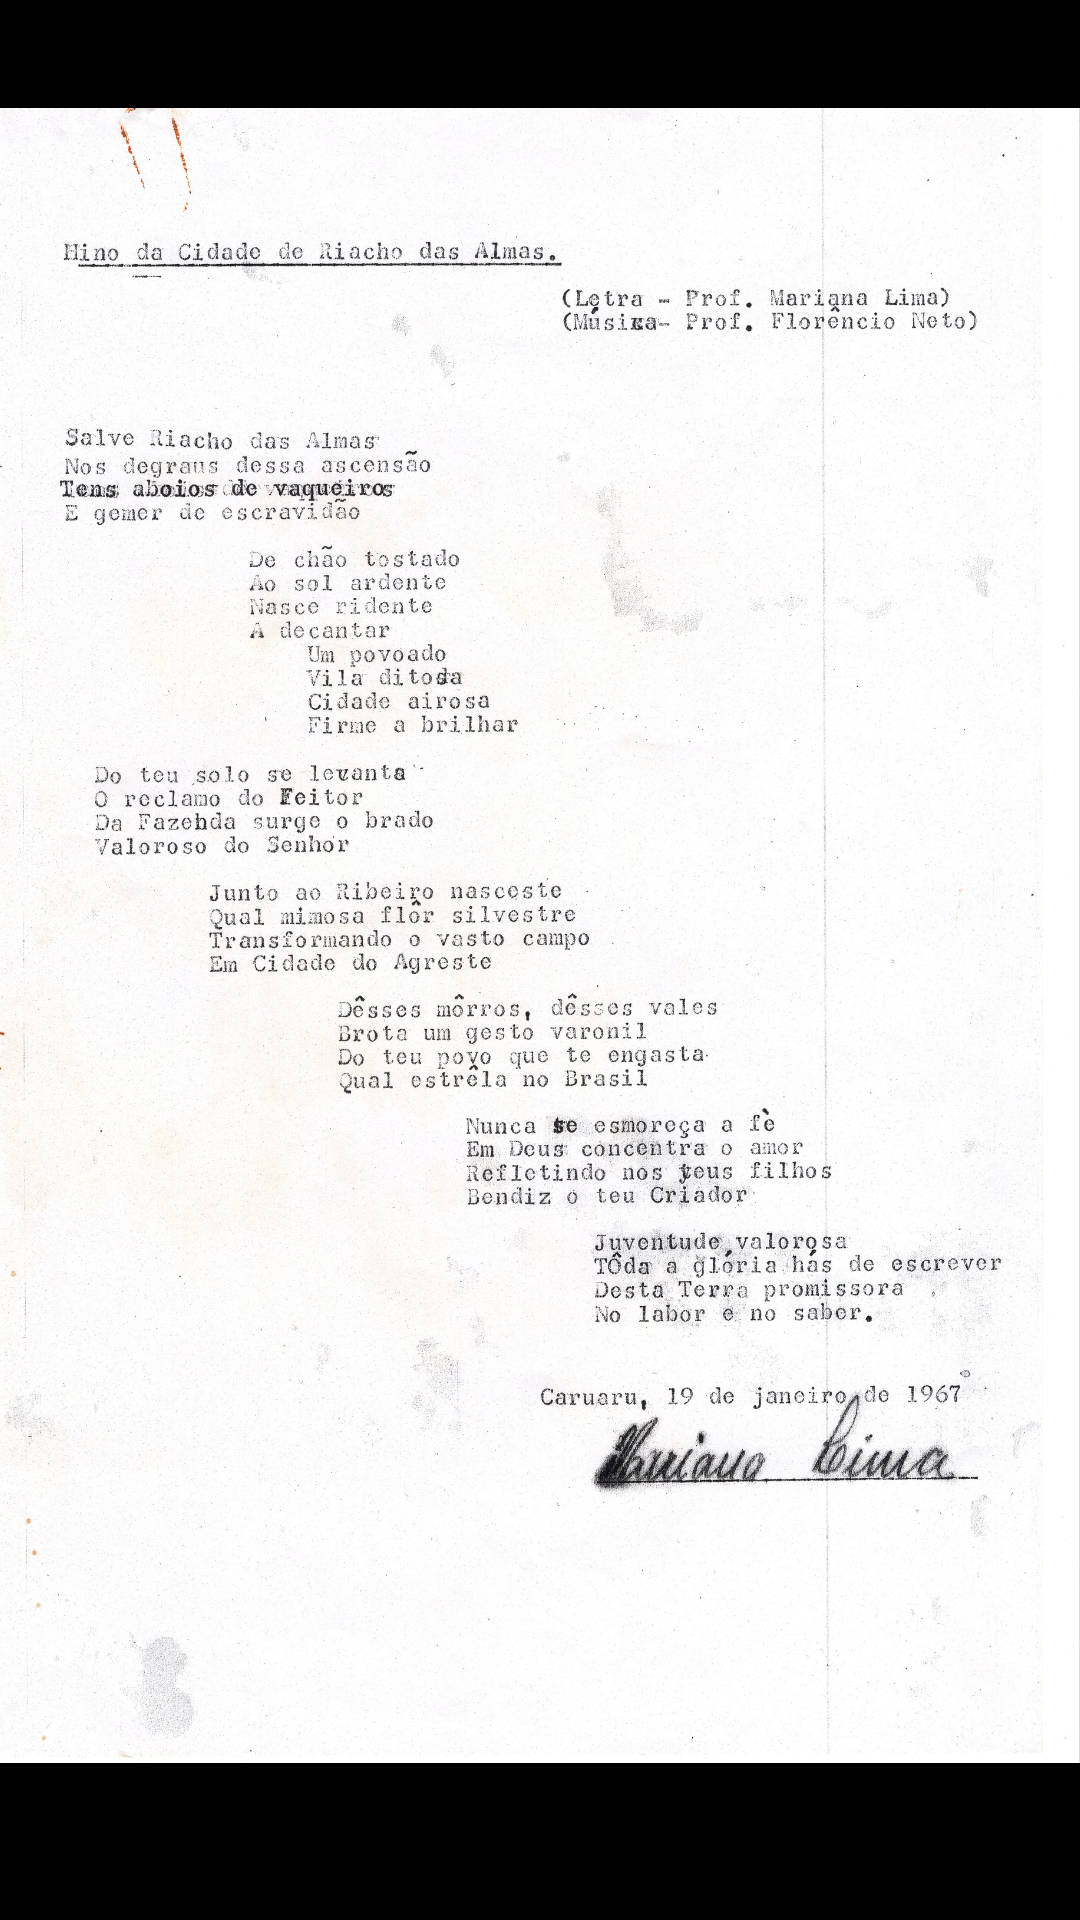 Hino da Cidade de Riacho das Almas.
(Letra - Prof. Mariana Lima)
(Música- Prof. Florêncio Neto)
Salve Riacho das Almas
Nos degraus dessa ascensão
Tens aboios de vaqueiros
E gemer de escravidão
De chão tostado
Ao sol ardente
Nasce ridente
A decantar
Um povoado
Vila ditosa
Cidade airosa
Firme a brilhar
Do teu solo se levanta
O reclamo do Feitor
Da Fazenda surge o brado
Valoroso do Senhor
Junto ao Ribeiro nasceste
Qual mimosa flôr silvestre
Transformando o vasto campo
Em Cidade do Agreste
Dêsses môrros, dêsses vales
Brota um gesto varonil
Do teu povo que te engasta
Qual estrêla no Brasil
Nunca se esmoreça a fè
Em Deus concentra o amor
Refletindo nos teus filhos
Bendiz o teu Criador
Juventude valorosa
TÔda a glória hás de escrever
Desta Terra promissora
No labor e no saber.
Caruaru, 19 de janeiro de 1967
Mariana Lima